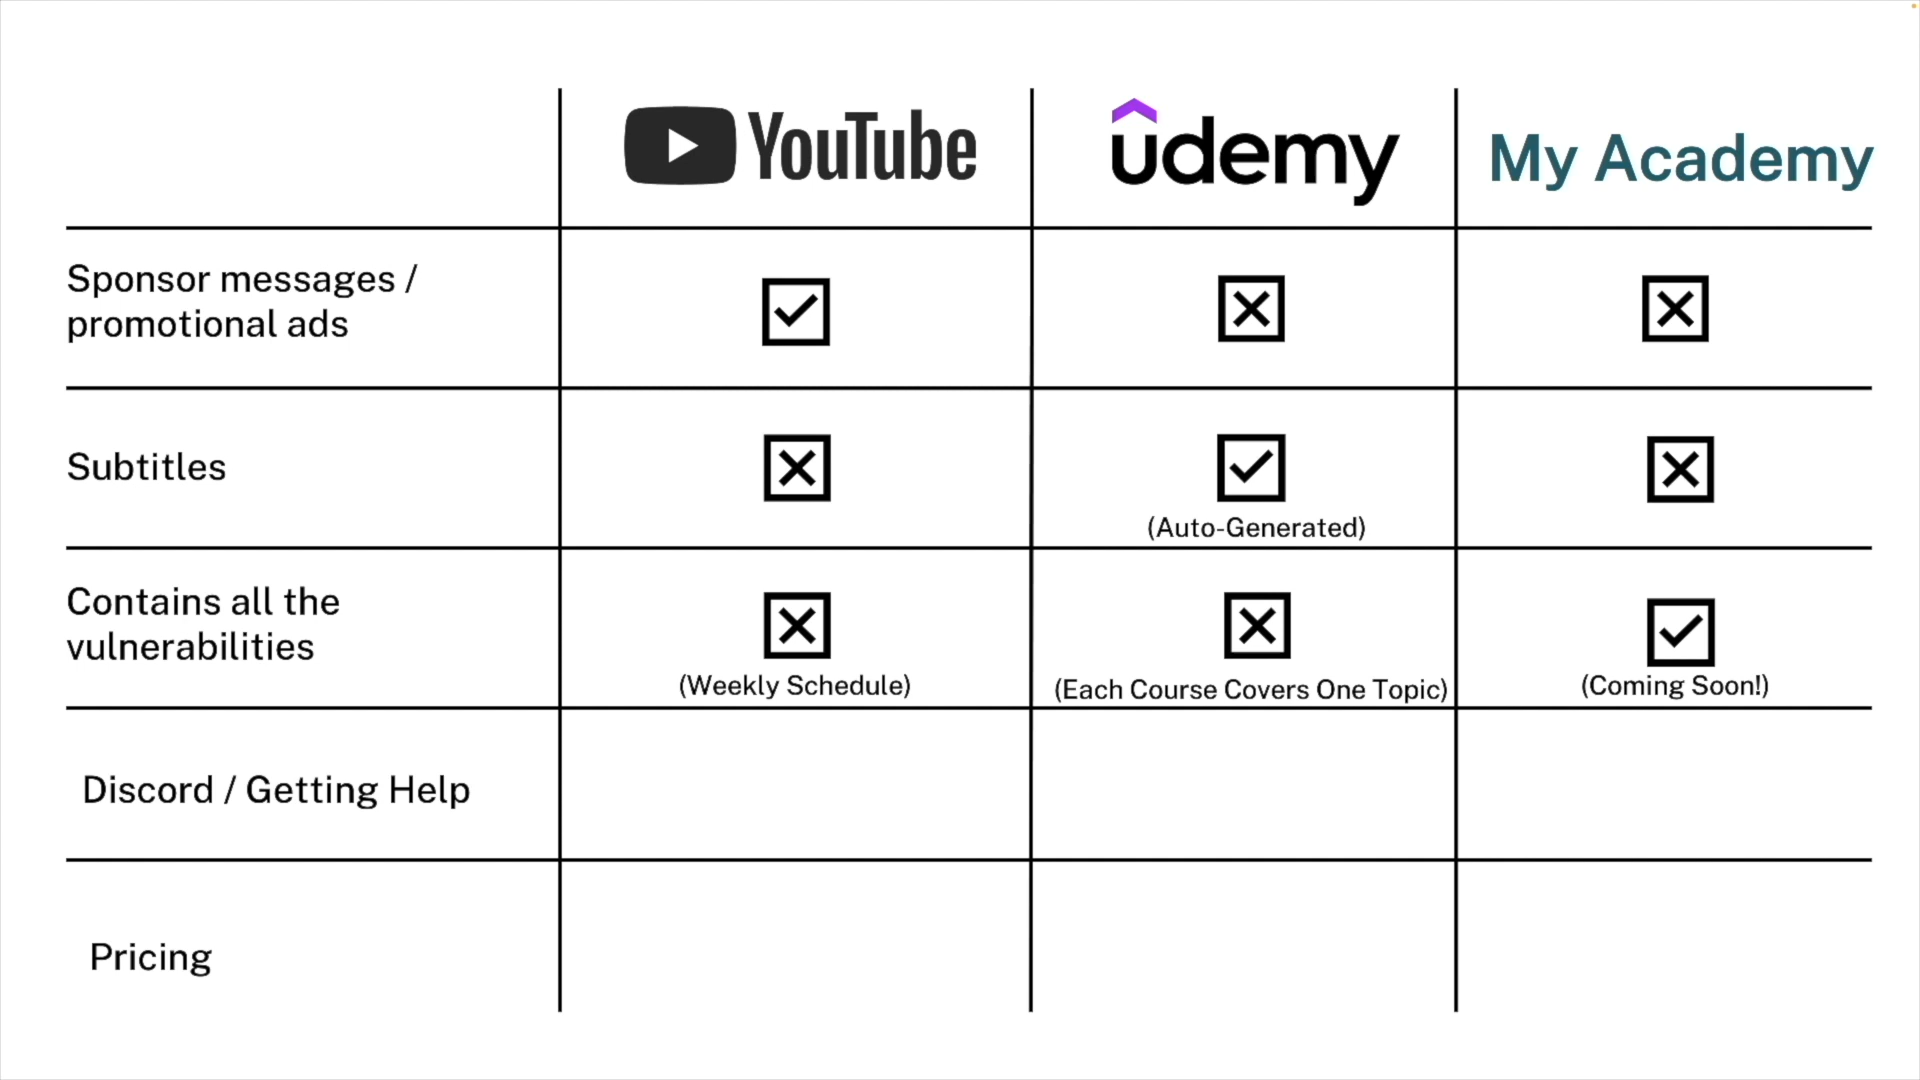 YouTube
udemy
My Academy
Sponsor messages /
promotional ads
Subtitles
(Auto-Generated)
Contains all the
vulnerabilities
(Weekly Schedule)
(Each Course Covers One Topic)
(Coming Soon!)
Discord / Getting Help
Pricing